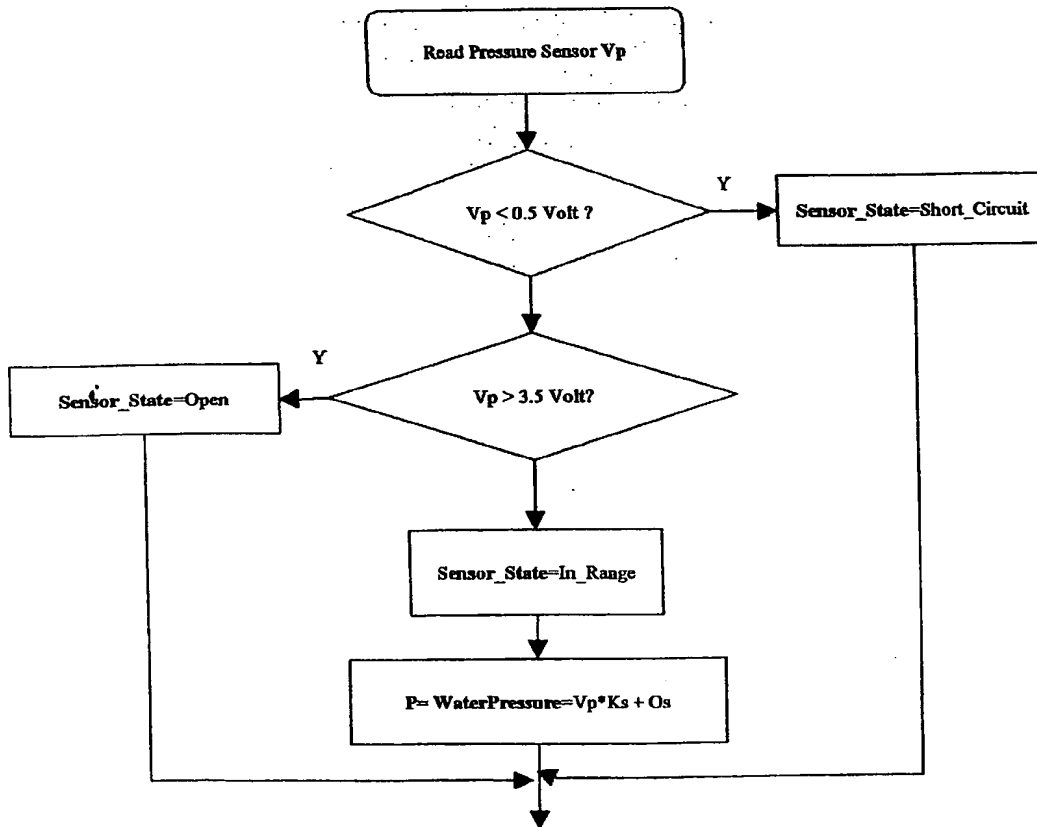 Read Pressure Sensor Vp
Vp < 0.5 Volt ?
Y
Sensor_State=Short_Circuit
Vp > 3.5 Volt?
Y
Sensor_State=Open
Sensor_State=In_Range
P= WaterPressure=Vp*Ks + Os